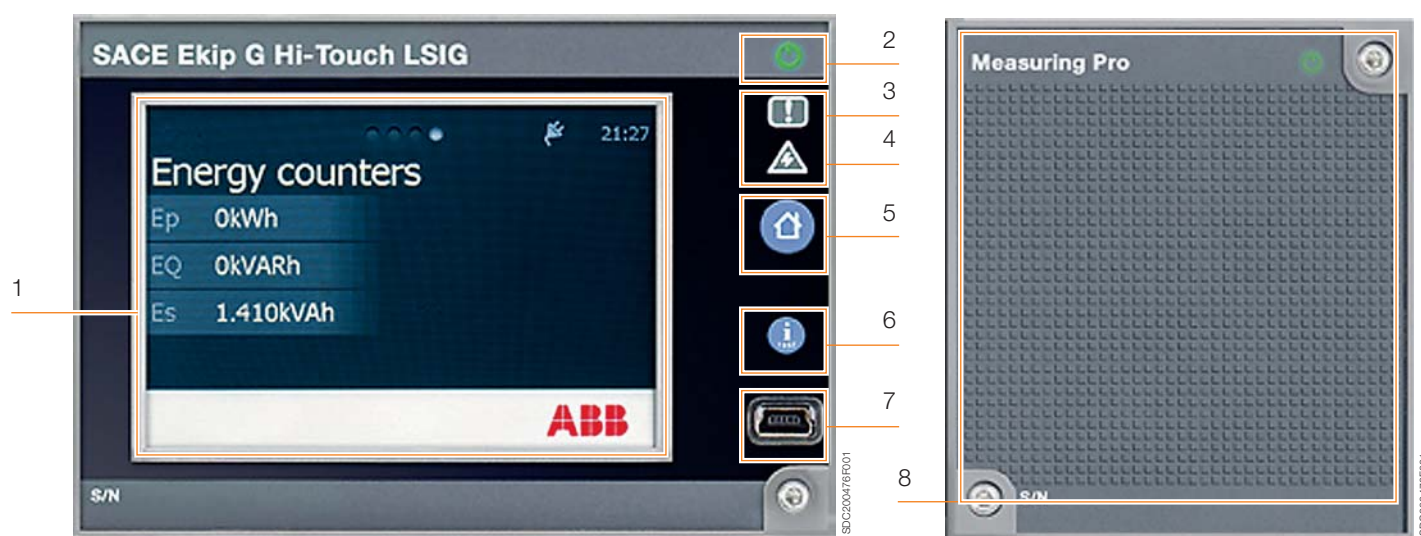 SACE Ekip G Hi-Touch LSIG
21:27
Energy counters
Ep 0kWh
EQ 0kVARh
Es 1.410kVAh
ABB
S/N
1
2
3
4
5
6
TEST
7
8
SDC200476F001
Measuring Pro
S/N